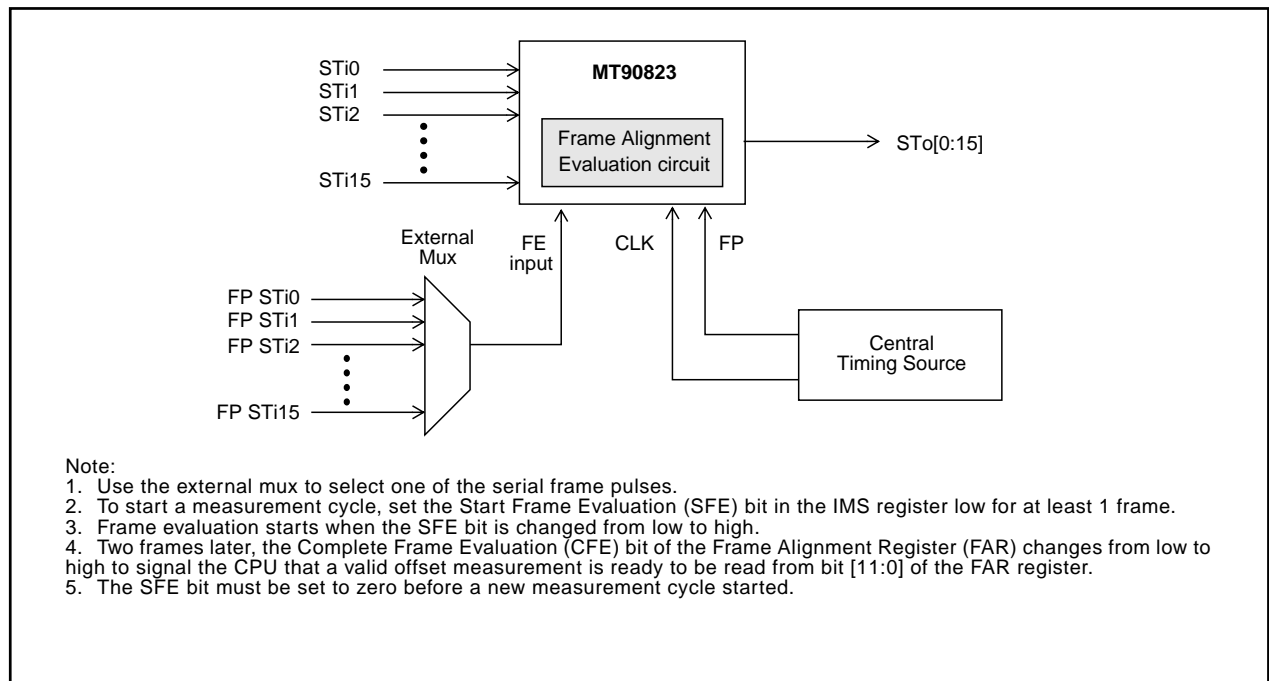 STi0
STi1
STi2
STi15
MT90823
Frame Alignment
Evaluation circuit
STo[0:15]
External
Mux
FE
input
CLK
FP
FP STi0
FP STi1
FP STi2
FP STi15
Central
Timing Source
Note:
1. Use the external mux to select one of the serial frame pulses.
2. To start a measurement cycle, set the Start Frame Evaluation (SFE) bit in the IMS register low for at least 1 frame.
3. Frame evaluation starts when the SFE bit is changed from low to high.
4. Two frames later, the Complete Frame Evaluation (CFE) bit of the Frame Alignment Register (FAR) changes from low to
high to signal the CPU that a valid offset measurement is ready to be read from bit [11:0] of the FAR register.
5. The SFE bit must be set to zero before a new measurement cycle started.